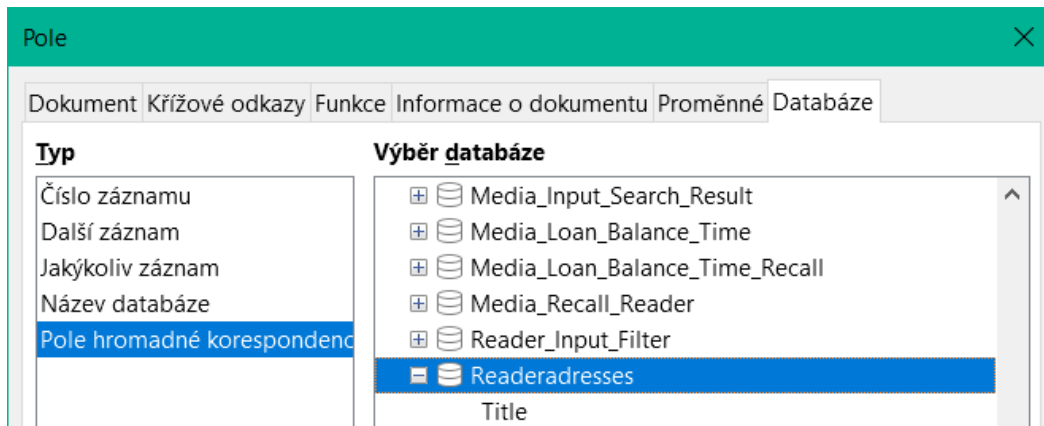 Pole
Dokument Křížové odkazy Funkce Informace o dokumentu Proměnné Databáze
Typ
Číslo záznamu
Další záznam
Jakýkoliv záznam
Název databáze
Pole hromadné korespondenc
Výběr databáze
Media_Input_Search_Result
Media_Loan_Balance_Time
Media_Loan_Balance_Time_Recall
Media_Recall_Reader
Reader_Input_Filter
Readeradresses
Title